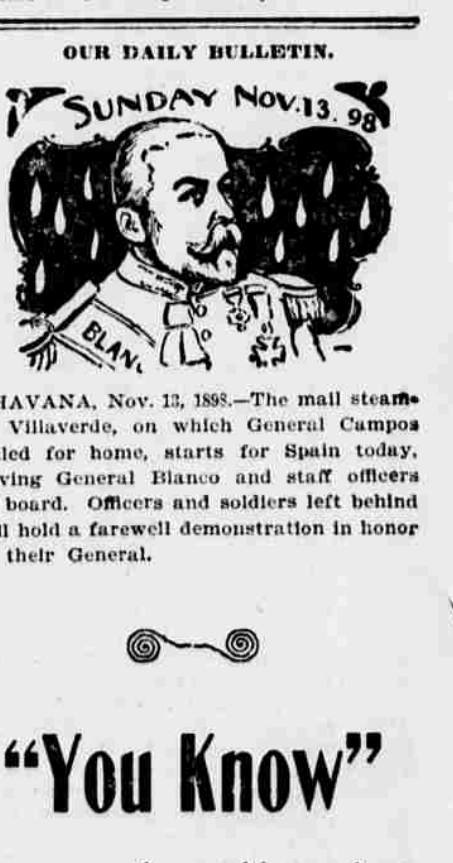 OUR DAILY BULLETIN.
SUNDAY NOV. 13. 98
BLAN
HAVANA, Nov. 13, 1898.—The mail steam-
Villaverde, on which General Campos
led for home, starts for Spain today,
ving General Blanco and staff officers
board. Officers and soldiers left behind
ll hold a farewell demonstration in honor
their General.
"You Know"